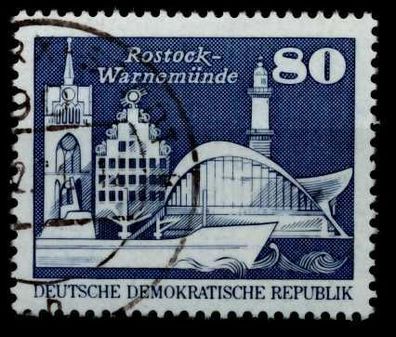 Rostock-
Warnemünde
80
DEUTSCHE DEMOKRATISCHE REPUBLIK